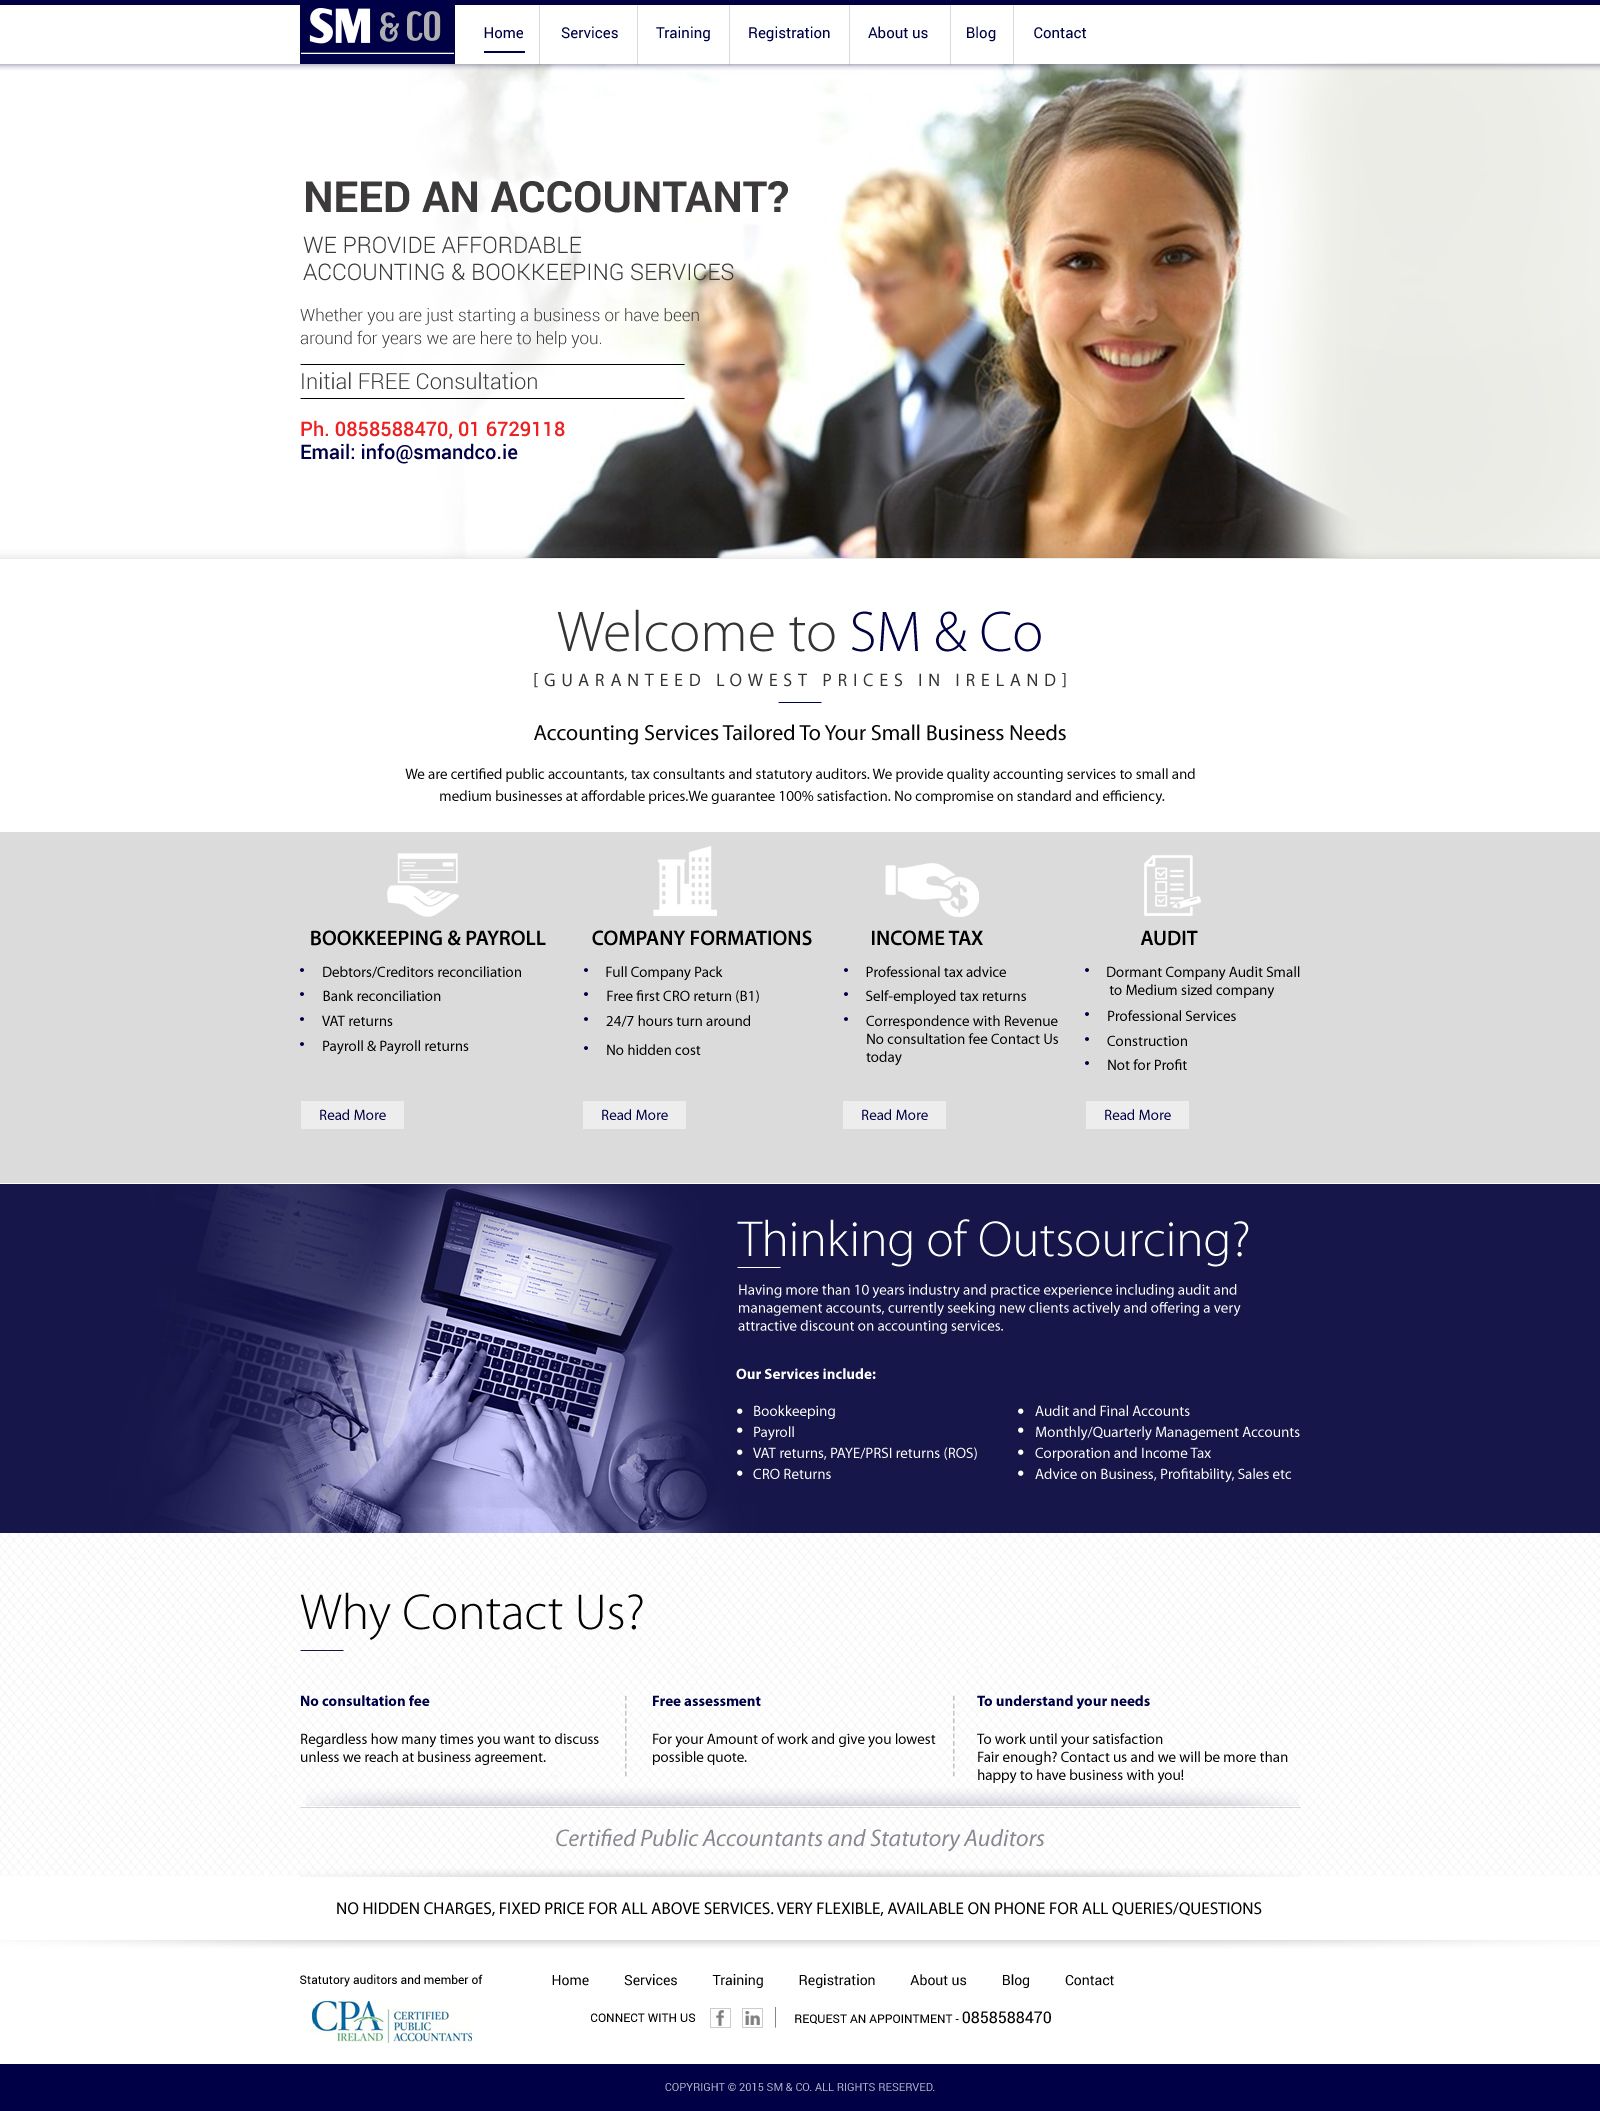 SM & CO
Home Services Training Registration About us Blog Contact
NEED AN ACCOUNTANT?
WE PROVIDE AFFORDABLE
ACCOUNTING & BOOKKEEPING SERVICES
Whether you are just starting a business or have been
around for years we are here to help you.
Initial FREE Consultation
Ph. 0858588470, 01 6729118
Email: info@smandco.ie
Welcome to SM & Co
[GUARANTEED LOWEST PRICES IN IRELAND]
Accounting Services Tailored To Your Small Business Needs
We are certified public accountants, tax consultants and statutory auditors. We provide quality accounting services to small and
medium businesses at affordable prices.We guarantee 100% satisfaction. No compromise on standard and efficiency.
BOOKKEEPING & PAYROLL
• Debtors/Creditors reconciliation
• Bank reconciliation
• VAT returns
• Payroll & Payroll returns
Read More
COMPANY FORMATIONS
• Full Company Pack
• Free first CRO return (B1)
• 24/7 hours turn around
• No hidden cost
Read More
INCOME TAX
• Professional tax advice
• Self-employed tax returns
• Correspondence with Revenue
No consultation fee Contact Us
today
Read More
AUDIT
• Dormant Company Audit Small
to Medium sized company
• Professional Services
• Construction
• Not for Profit
Read More
Thinking of Outsourcing?
Having more than 10 years industry and practice experience including audit and
management accounts, currently seeking new clients actively and offering a very
attractive discount on accounting services.
Our Services include:
• Bookkeeping
• Payroll
• VAT returns, PAYE/PRSI returns (ROS)
• CRO Returns
• Audit and Final Accounts
• Monthly/Quarterly Management Accounts
• Corporation and Income Tax
• Advice on Business, Profitability, Sales etc
Why Contact Us?
No consultation fee
Regardless how many times you want to discuss
unless we reach at business agreement.
Free assessment
For your Amount of work and give you lowest
possible quote.
To understand your needs
To work until your satisfaction
Fair enough? Contact us and we will be more than
happy to have business with you!
Certified Public Accountants and Statutory Auditors
NO HIDDEN CHARGES, FIXED PRICE FOR ALL ABOVE SERVICES. VERY FLEXIBLE, AVAILABLE ON PHONE FOR ALL QUERIES/QUESTIONS
Statutory auditors and member of
CPA
IRELAND
CERTIFIED
PUBLIC
ACCOUNTANTS
Home Services Training Registration About us Blog Contact
CONNECT WITH US f in REQUEST AN APPOINTMENT - 0858588470
COPYRIGHT © 2015 SM & CO. ALL RIGHTS RESERVED.